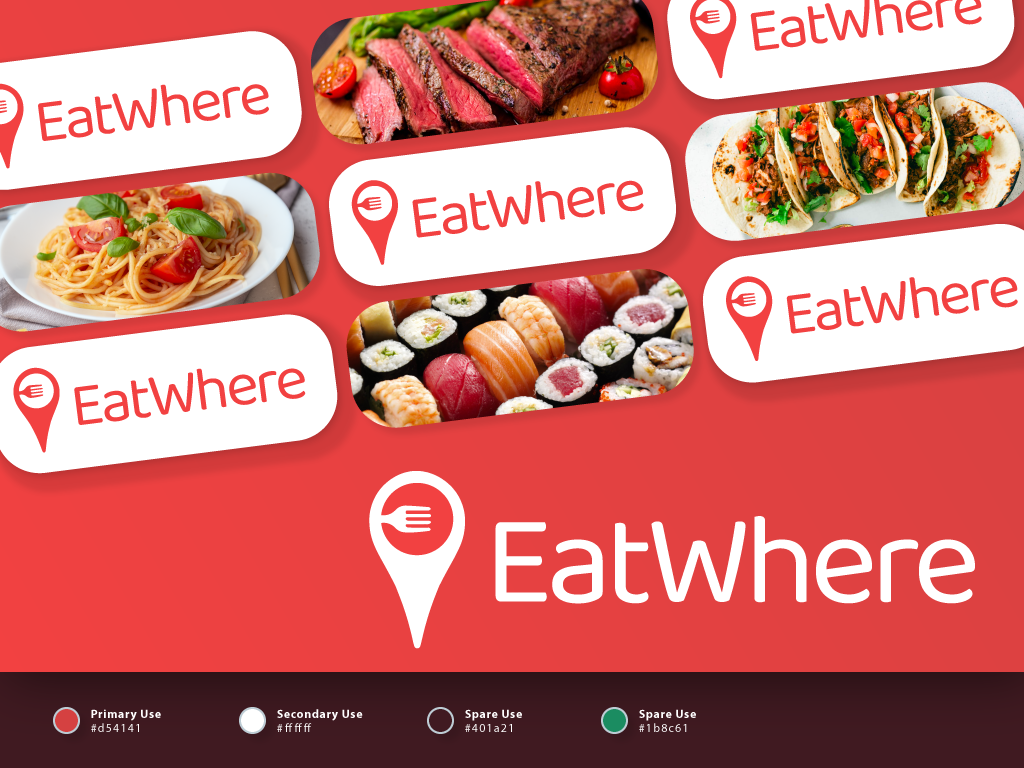 EatWhere
EatWhere
EatWhere
EatWhere
EatWhere
EatWhere
Primary Use
#d54141
Secondary Use
#ffffff
Spare Use
#401a21
Spare Use
#1b8c61